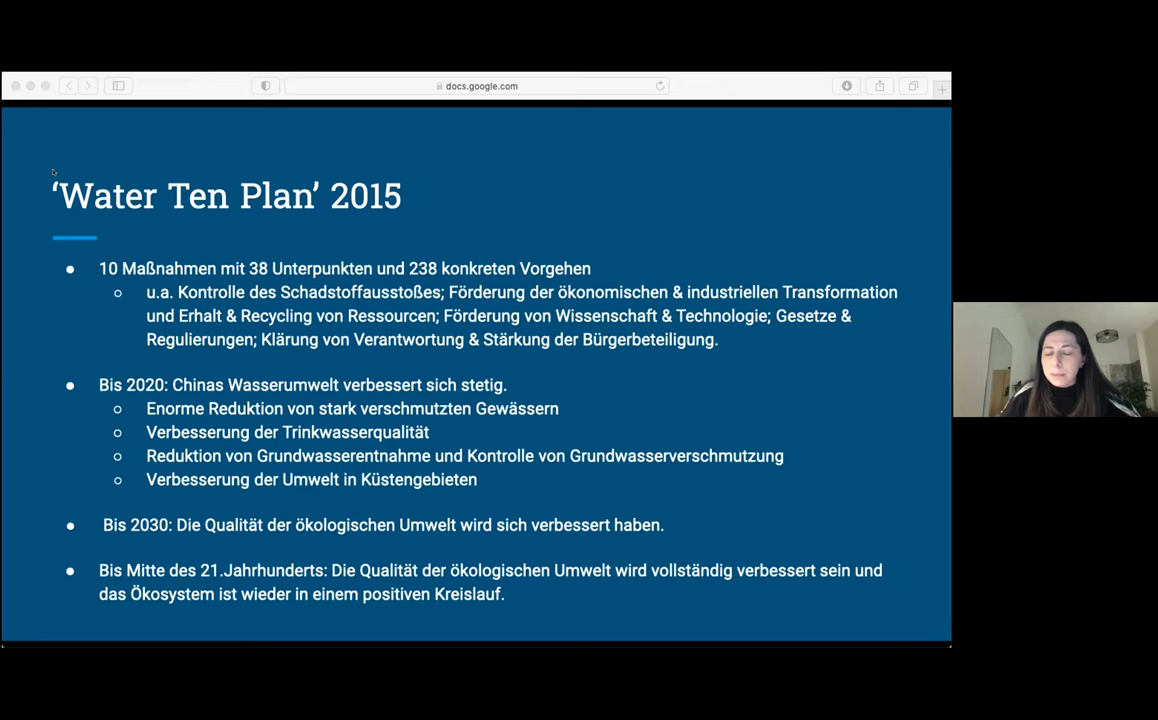 docs.google.com
‘Water Ten Plan’ 2015
● 10 Maßnahmen mit 38 Unterpunkten und 238 konkreten Vorgehen
○ u.a. Kontrolle des Schadstoffausstoßes; Förderung der ökonomischen & industriellen Transformation
und Erhalt & Recycling von Ressourcen; Förderung von Wissenschaft & Technologie; Gesetze &
Regulierungen; Klärung von Verantwortung & Stärkung der Bürgerbeteiligung.
● Bis 2020: Chinas Wasserumwelt verbessert sich stetig.
○ Enorme Reduktion von stark verschmutzten Gewässern
○ Verbesserung der Trinkwasserqualität
○ Reduktion von Grundwasserentnahme und Kontrolle von Grundwasserverschmutzung
○ Verbesserung der Umwelt in Küstengebieten
● Bis 2030: Die Qualität der ökologischen Umwelt wird sich verbessert haben.
● Bis Mitte des 21.Jahrhunderts: Die Qualität der ökologischen Umwelt wird vollständig verbessert sein und
das Ökosystem ist wieder in einem positiven Kreislauf.